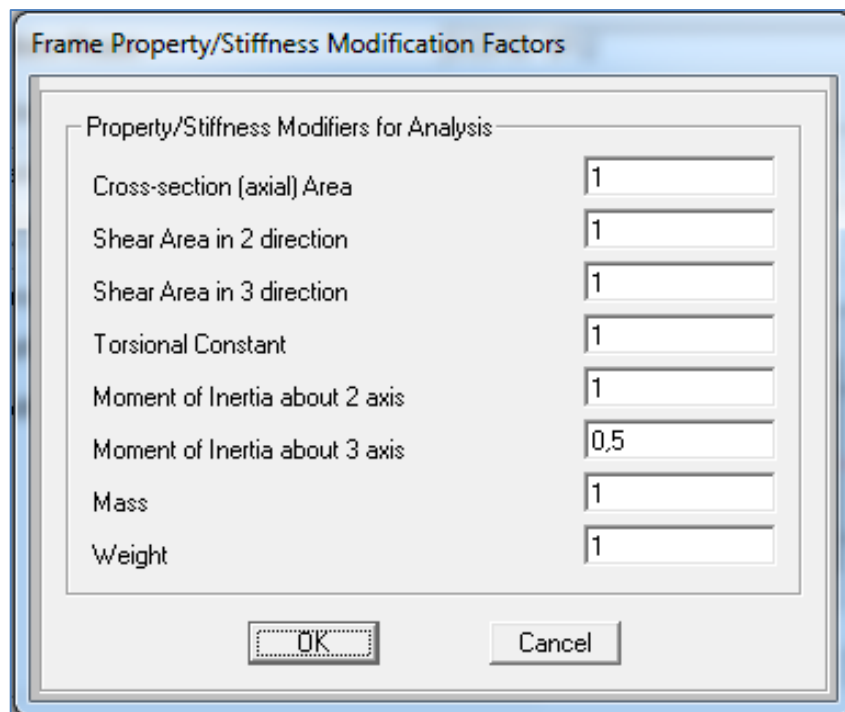 Frame Property/Stiffness Modification Factors
Property/Stiffness Modifiers for Analysis
Cross-section (axial) Area 1
Shear Area in 2 direction 1
Shear Area in 3 direction 1
Torsional Constant 1
Moment of Inertia about 2 axis 1
Moment of Inertia about 3 axis 0,5
Mass 1
Weight 1
OK Cancel